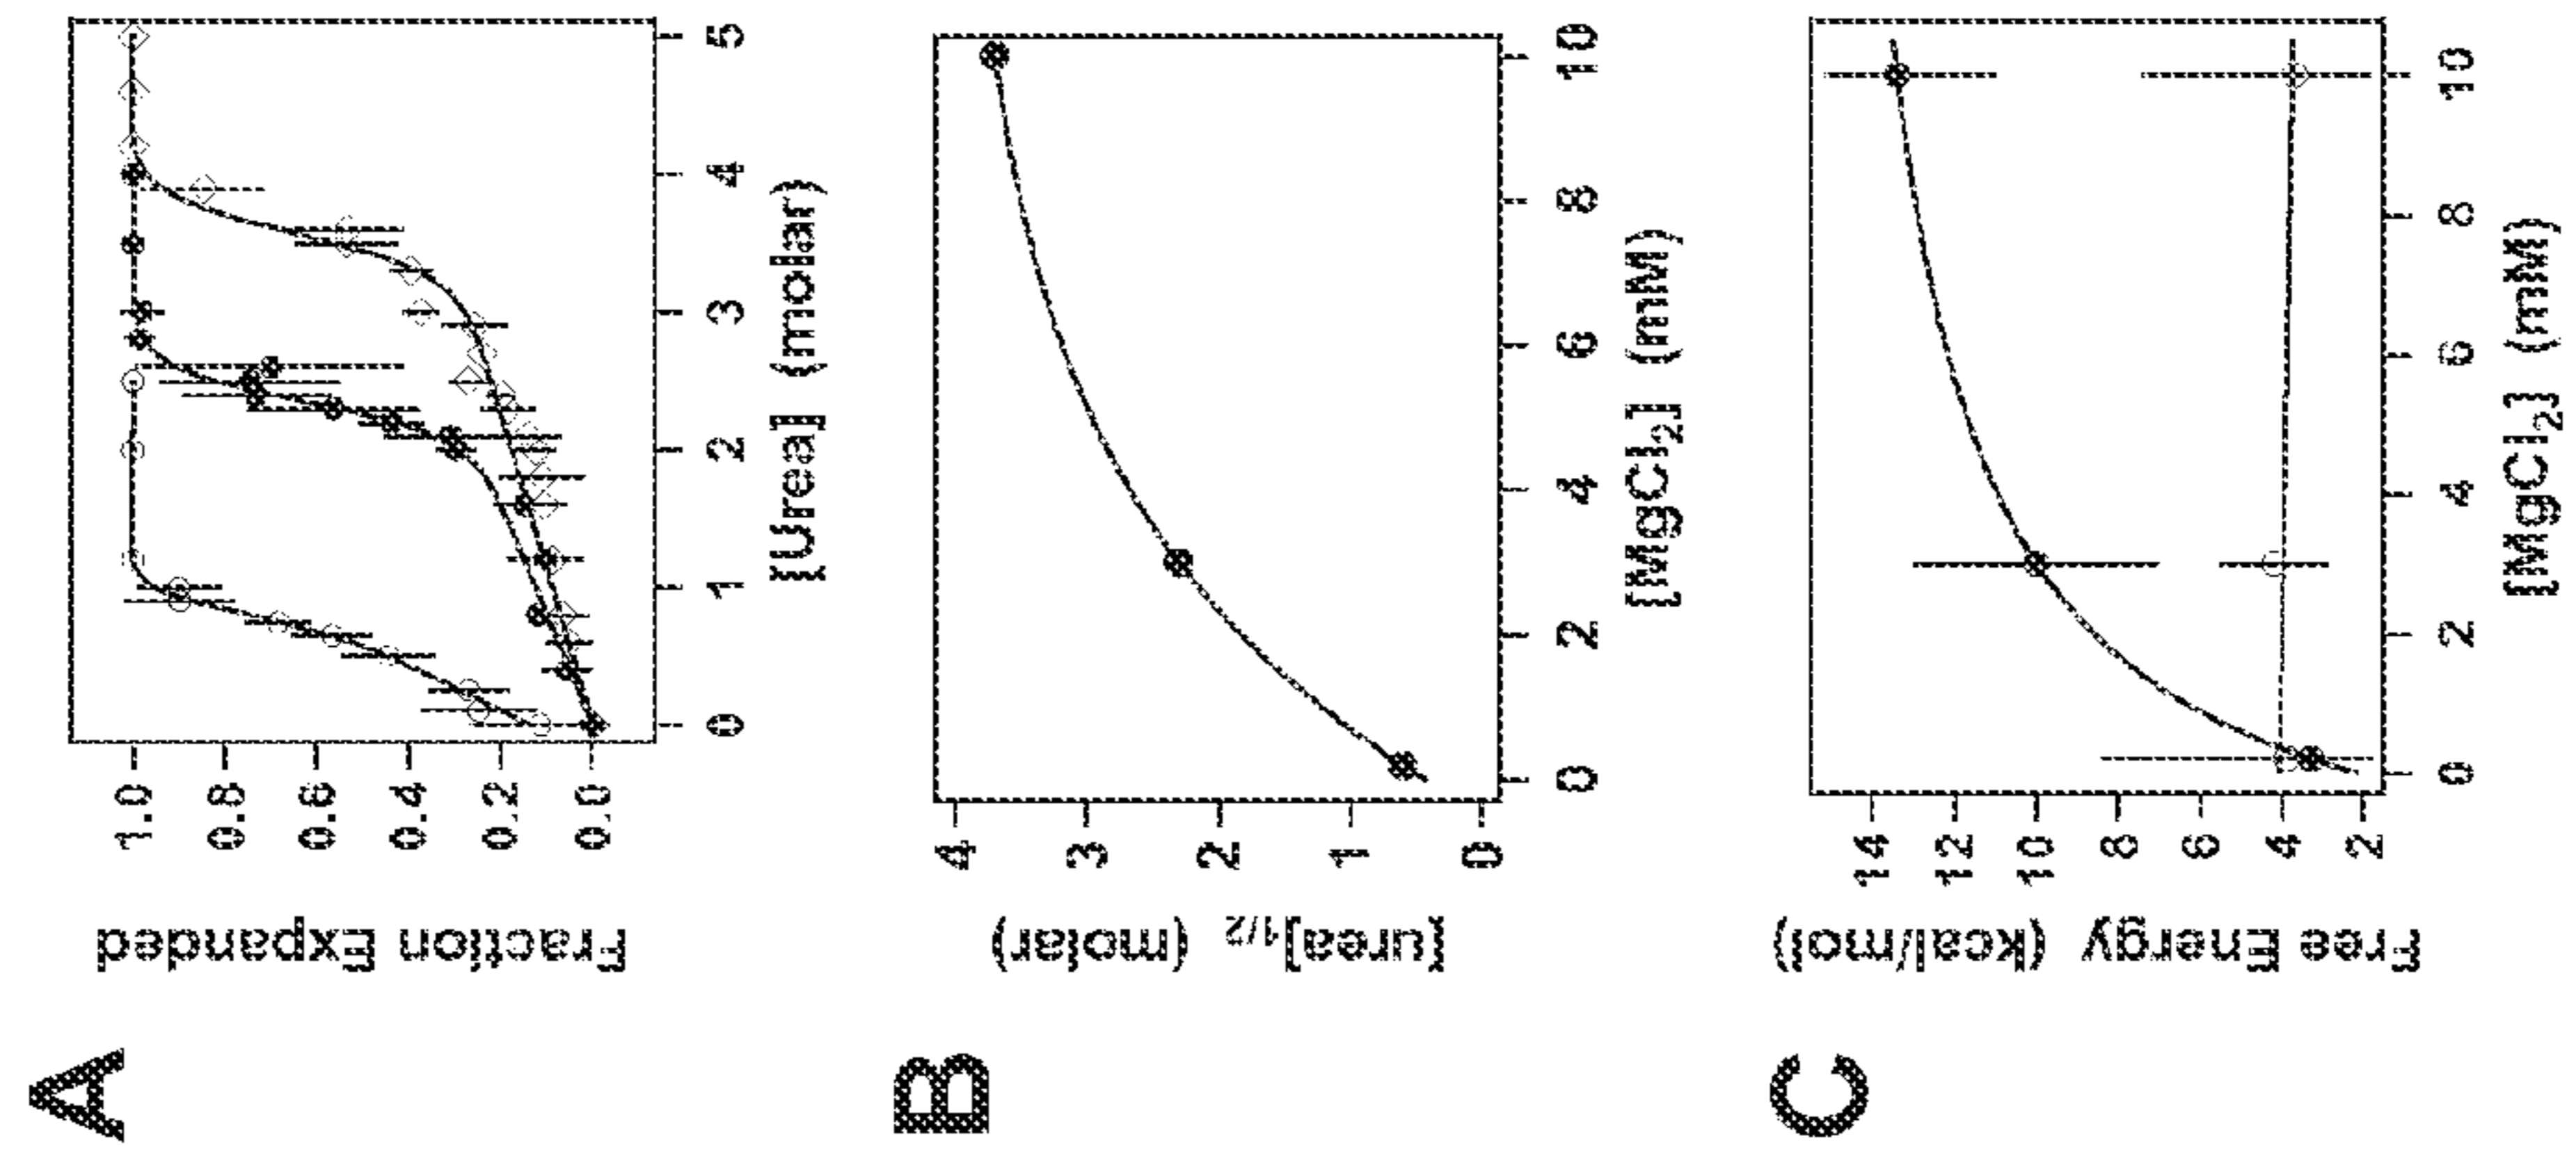 A
Fraction Expanded
1.0
0.8
0.6
0.4
0.2
0.0
0 1 2 3 4 5
[Urea] (molar)
B
[urea]1/2 (molar)
4
3
2
1
0
0 2 4 6 8 10
[MgCl2] (mM)
C
Free Energy (kcal/mol)
14
12
10
8
6
4
2
0 2 4 6 8 10
[MgCl2] (mM)